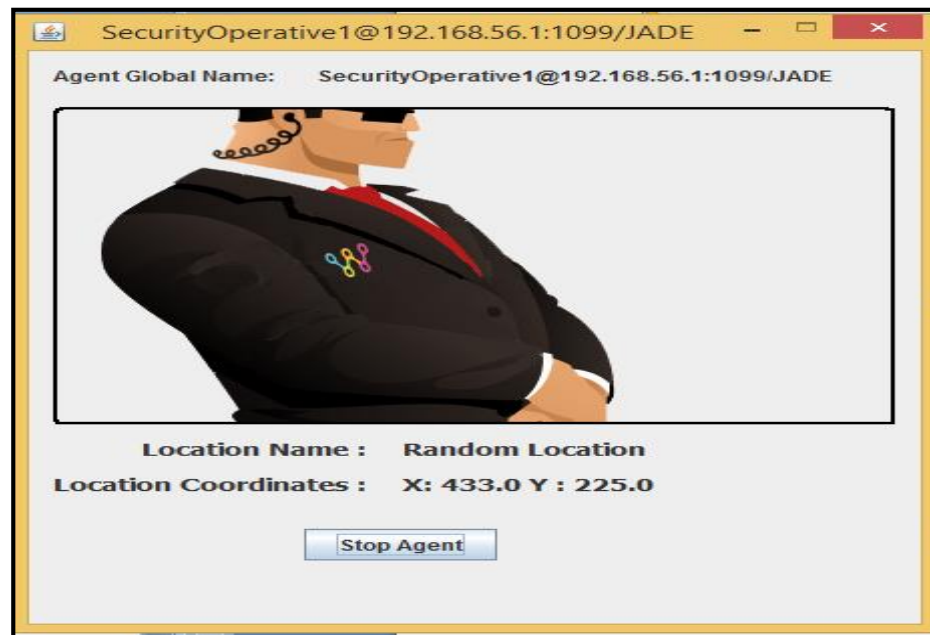 SecurityOperative1@192.168.56.1:1099/JADE
Agent Global Name: SecurityOperative1@192.168.56.1:1099/JADE
Location Name : Random Location
Location Coordinates : X: 433.0 Y : 225.0
Stop Agent